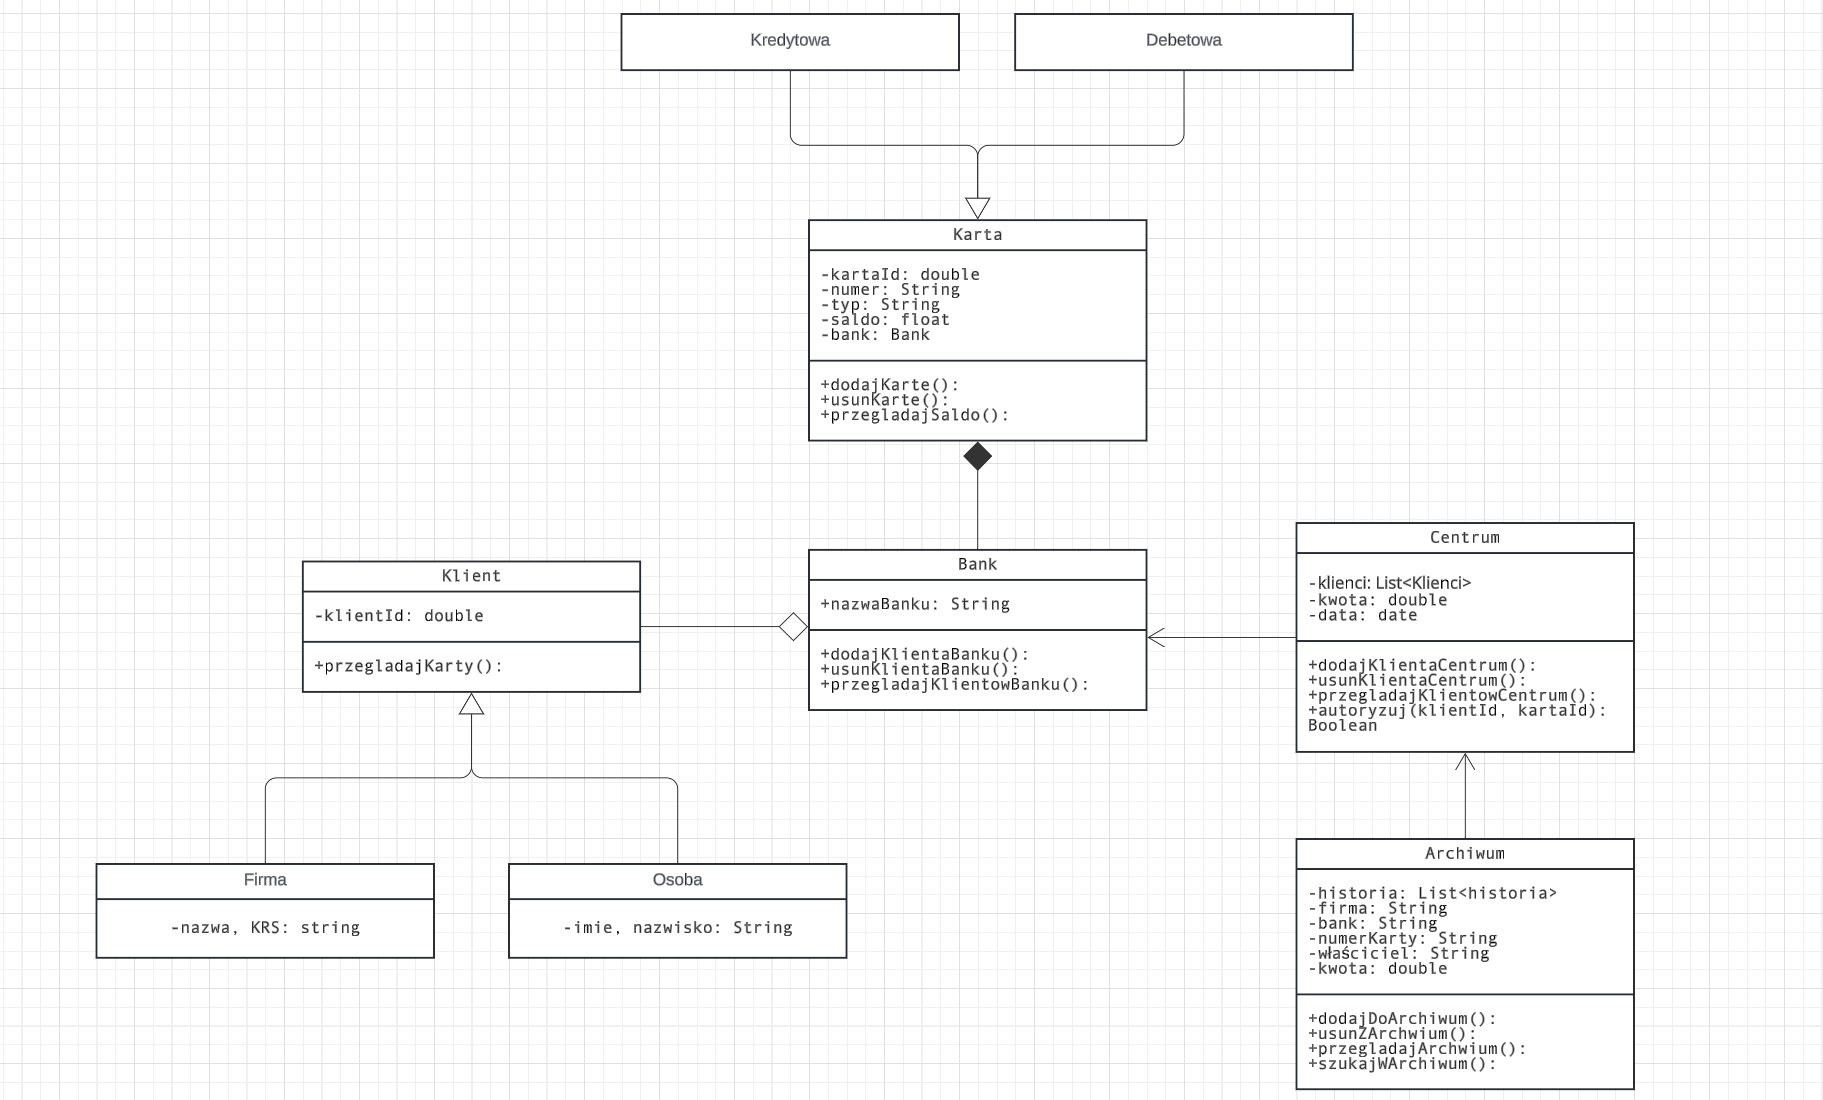 Kredytowa
Debetowa
Karta
-kartaId: double
-numer: String
-typ: String
-saldo: float
-bank: Bank
+dodajKarte():
+usunKarte():
+przegladajSaldo():
Klient
-klientId: double
+przegladajKarty():
Bank
+nazwaBanku: String
+dodajKlientaBanku():
+usunKlientaBanku():
+przegladajKlientowBanku():
Centrum
-klienci: List<Klienci>
-kwota: double
-data: date
+dodajKlientaCentrum():
+usunKlientaCentrum():
+przegladajKlientowCentrum():
+autoryzuj(klientId, kartaId):
Boolean
Firma
-nazwa, KRS: string
Osoba
-imie, nazwisko: String
Archiwum
-historia: List<historia>
-firma: String
-bank: String
-numerKarty: String
-właściciel: String
-kwota: double
+dodajDoArchiwum():
+usunZArchwium():
+przegladajArchwium():
+szukajWArchiwum():